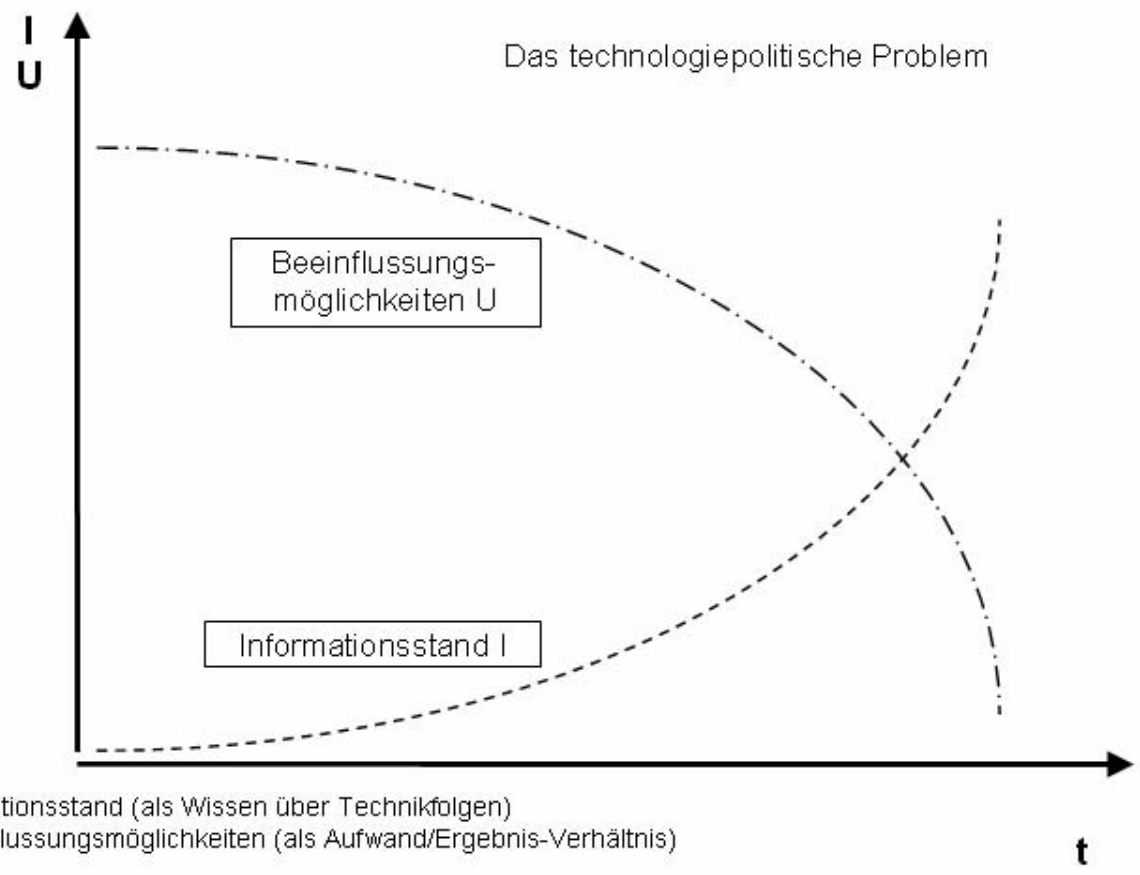 I
U
Das technologiepolitische Problem
Beeinflussungs-
möglichkeiten U
Informationsstand I
tionsstand (als Wissen über Technikfolgen)
lussungsmöglichkeiten (als Aufwand/Ergebnis-Verhältnis)
t